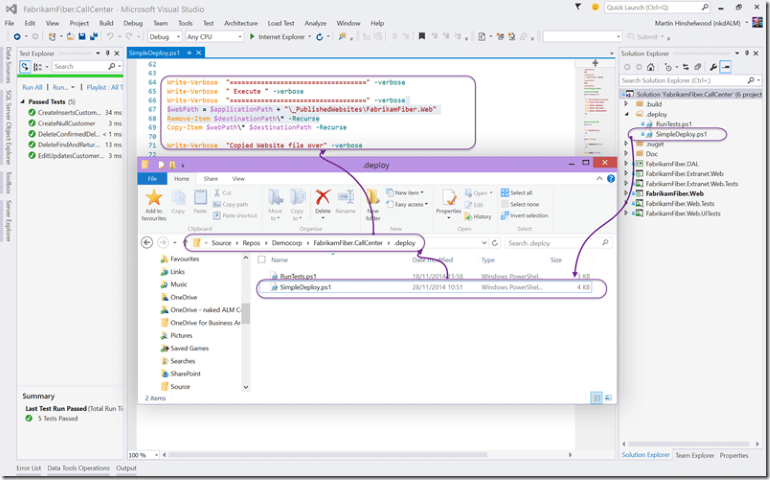 FabrikamFiber.CallCenter - Microsoft Visual Studio
Quick Launch (Ctrl+Q)
File Edit View Project Build Debug Team Tools Test Architecture Analyze Window Help
Martin Hinshelwood (nkdALM)
Debug Any CPU Internet Explorer Debug Submit
Data Sources
SQL Server Object Explorer
Toolbox
Server Explorer
Test Explorer
Search
Run All Run... Playlist : All T
Passed Tests (5)
CreateInsertsCustomer... 34 ms
CreateNullCustomer 4 ms
DeleteConfirmedDel... < 1 ms
DeleteFindAndRetur... 13 ms
EditUpdatesCustomer... 3 ms
Summary
Last Test Run Passed (Total Run Ti
5 Tests Passed
SimpleDeploy.ps1
62
63
64 Write-Verbose "==================================" -verbose
65 Write-Verbose " Execute " -verbose
66 Write-Verbose "==================================" -verbose
67 $webPath = $applicationPath + "\_PublishedWebsites\FabrikamFiber.Web"
68 Remove-Item $destinationPath\* -Recurse
69 Copy-Item $webPath\* $destinationPath -Recurse
70
71 Write-Verbose "Copied Website file over" -verbose
.deploy
File Home Share View
Add to favourites
Copy
Paste
Cut
Copy path
Paste shortcut
Clipboard
Move to
Copy to
Delete
Rename
Organise
New folder
New item
Easy access
New
Properties
Open
Edit
History
Open
Select all
Select none
Invert selection
Select
Source Repos Democorp FabrikamFiber.CallCenter .deploy
Search .deploy
Favourites
Links
Music
OneDrive
OneDrive - naked ALM C
OneDrive for Business Ar
Pictures
Saved Games
Searches
SharePoint
Source
Name Date modified Type Size
RunTests.ps1 18/11/2014 15:58 Windows PowerShel... 3 KB
SimpleDeploy.ps1 28/11/2014 10:51 Windows PowerShel... 4 KB
2 items
100 %
Solution Explorer
Search Solution Explorer (Ctrl+;)
Solution 'FabrikamFiber.CallCenter' (6 project
.build
.deploy
RunTests.ps1
SimpleDeploy.ps1
.nuget
Doc
FabrikamFiber.DAL
FabrikamFiber.Extranet.Web
FabrikamFiber.Extranet.Web.Tests
FabrikamFiber.Web
FabrikamFiber.Web.Tests
FabrikamFiber.Web.UITests
Solution Explorer Team Explorer Properties
Error List Data Tools Operations Output